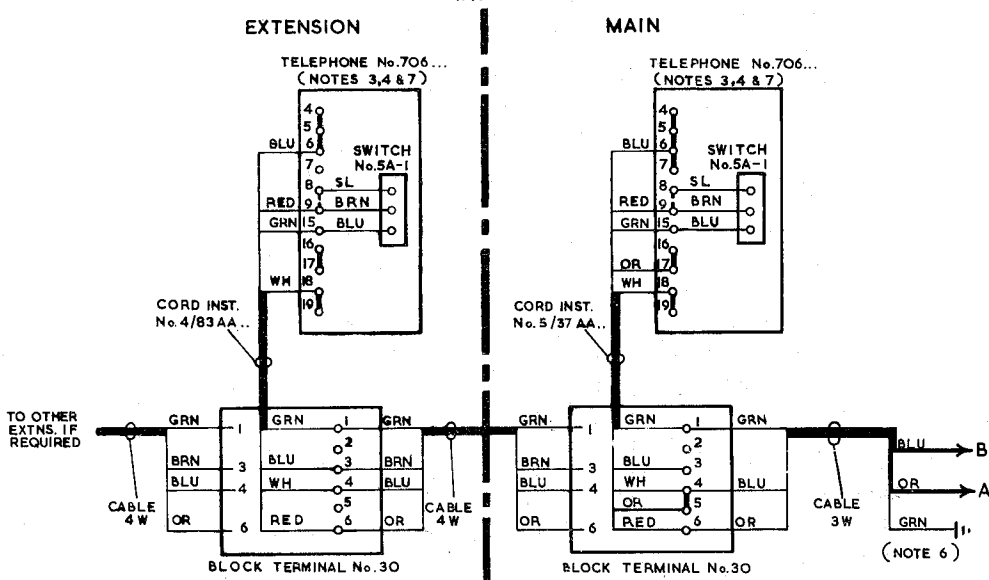 EXTENSION
MAIN
TELEPHONE No.706...
(NOTES 3,4 & 7)
4
5
BLU 6
7
SWITCH
No.5A-1
8 SL
RED 9 BRN
GRN 15 BLU
16
17
WH 18
19
CORD INST.
No.4/83AA..
TELEPHONE No.706...
(NOTES 3,4 & 7)
4
5
BLU 6
7
SWITCH
No.5A-1
8 SL
RED 9 BRN
GRN 15 BLU
16
OR 17
WH 18
19
CORD INST.
No.5/37AA..
TO OTHER
EXTNS. IF
REQUIRED
CABLE
4W
GRN 1 GRN 1 GRN
2
BRN 3 BLU 3 BRN
BLU 4 WH 4 BLU
5
OR 6 RED 6 OR
BLOCK TERMINAL No.30
CABLE
4W
GRN 1 GRN 1 GRN
2
BRN 3 BLU 3
BLU 4 WH 4 BLU
OR 5
OR 6 RED 6 OR
BLOCK TERMINAL No.30
CABLE
3W
BLU B
OR A
GRN
(NOTE 6)